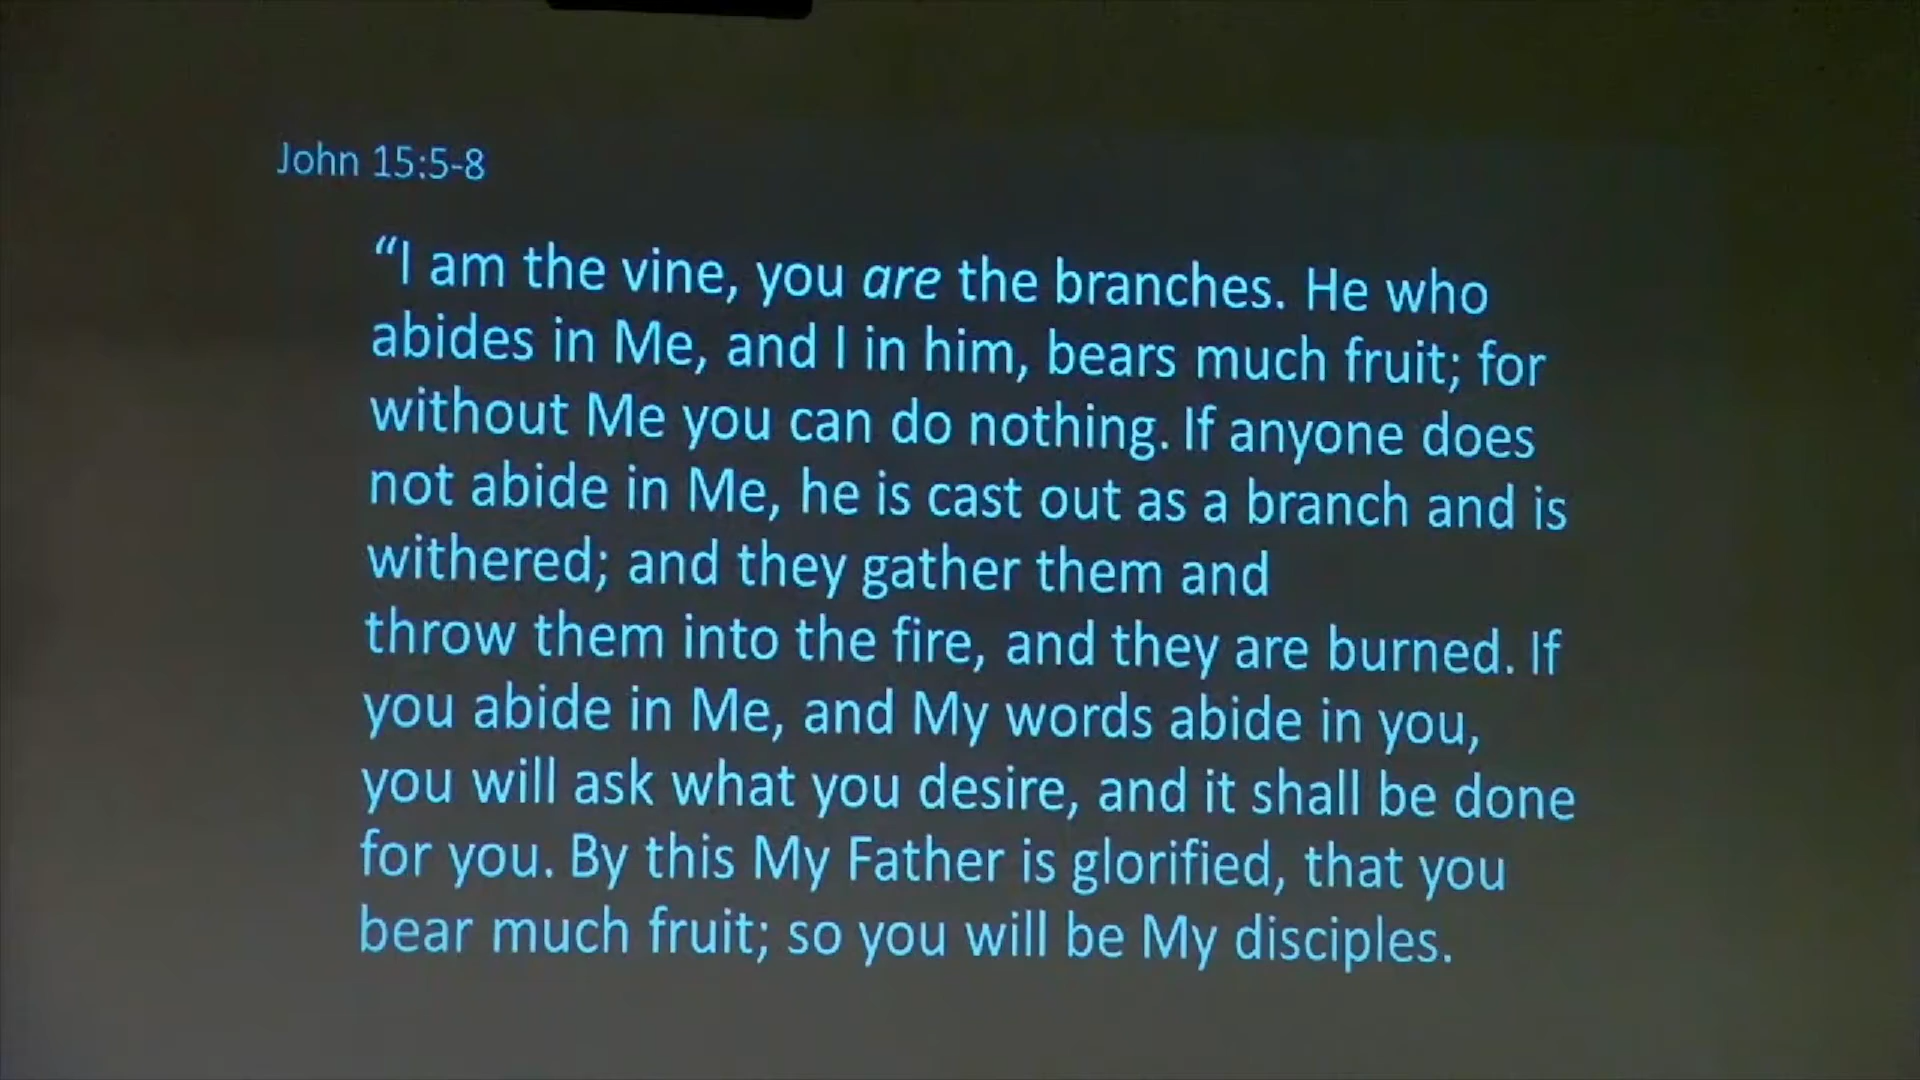 John 15:5-8
“I am the vine, you are the branches. He who
abides in Me, and I in him, bears much fruit; for
without Me you can do nothing. If anyone does
not abide in Me, he is cast out as a branch and is
withered; and they gather them and
throw them into the fire, and they are burned. If
you abide in Me, and My words abide in you,
you will ask what you desire, and it shall be done
for you. By this My Father is glorified, that you
bear much fruit; so you will be My disciples.